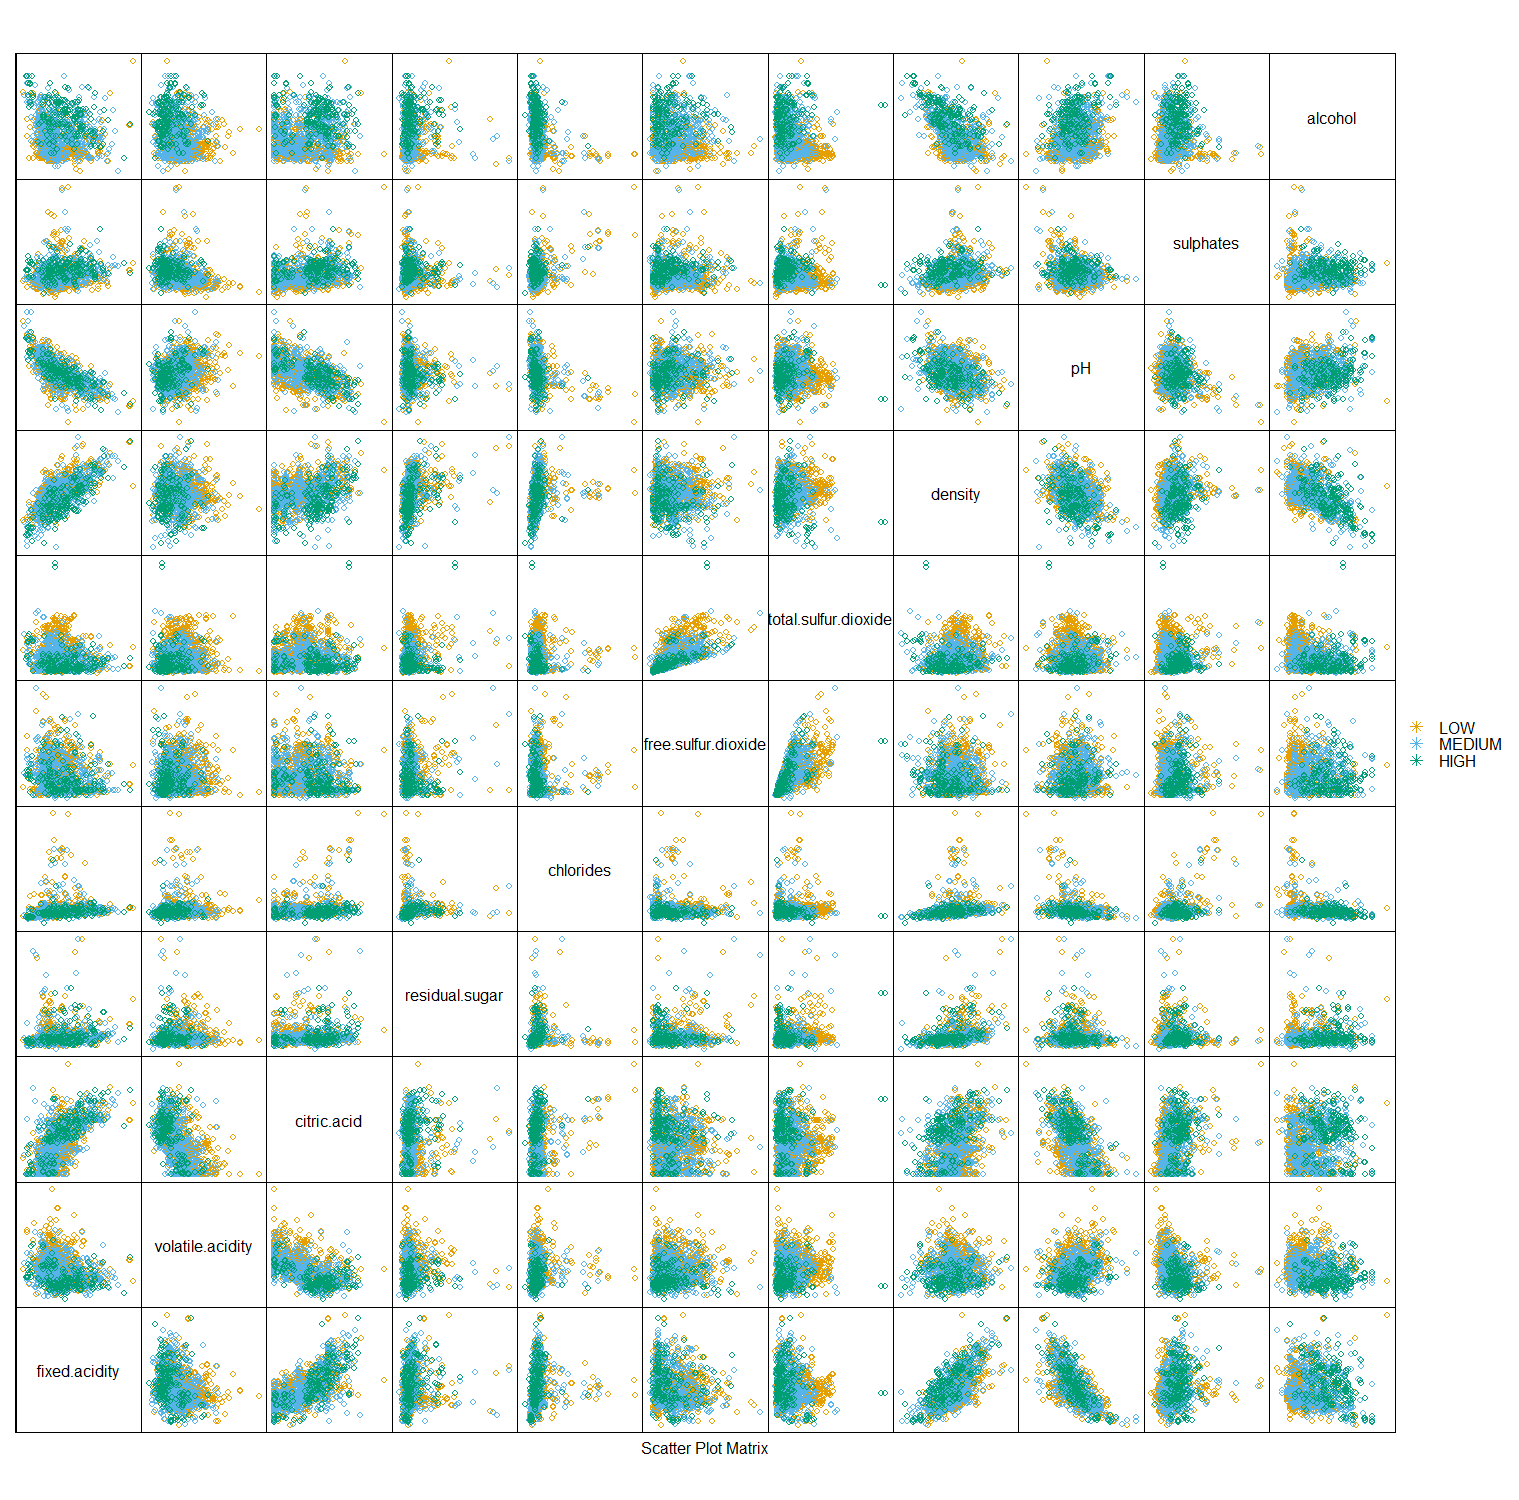 alcohol
sulphates
pH
density
total.sulfur.dioxide
free.sulfur.dioxide
LOW
MEDIUM
HIGH
chlorides
residual.sugar
citric.acid
volatile.acidity
fixed.acidity
Scatter Plot Matrix